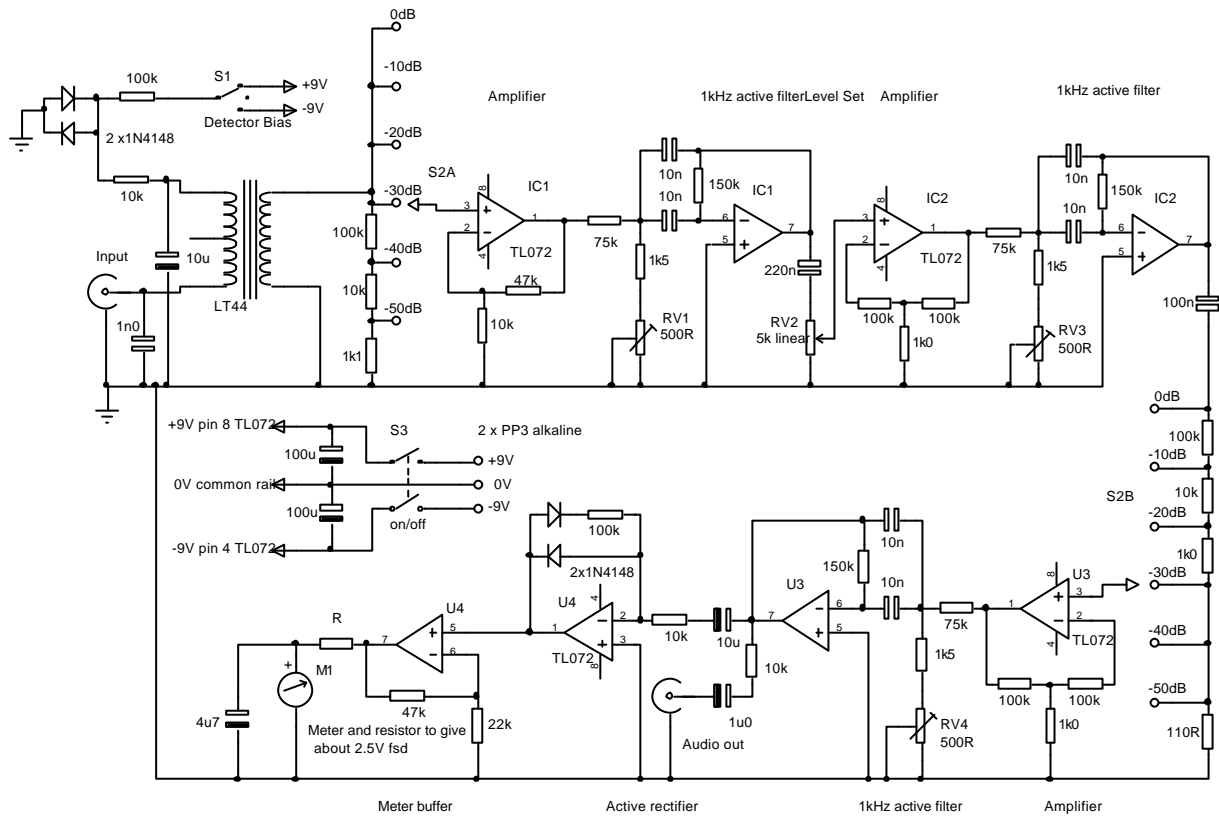 0dB
-10dB
-20dB
-30dB
-40dB
-50dB
100k
S1
+9V
-9V
Detector Bias
2 x1N4148
10k
Input
10u
1n0
LT44
100k
10k
1k1
S2A
Amplifier
8
IC1
3
+
2
-
1
4
TL072
47k
10k
75k
1kHz active filter
10n
10n
150k
IC1
6
-
5
+
7
1k5
RV1
500R
220n
Level Set
RV2
5k linear
Amplifier
8
IC2
3
+
2
-
1
4
TL072
100k
100k
1k0
75k
1kHz active filter
10n
10n
150k
IC2
6
-
5
+
7
1k5
RV3
500R
100n
+9V pin 8 TL072
S3
2 x PP3 alkaline
100u
+9V
0V common rail
0V
100u
-9V
on/off
-9V pin 4 TL072
0dB
-10dB
-20dB
-30dB
-40dB
-50dB
100k
10k
1k0
110R
S2B
U3
8
3
+
2
-
1
4
TL072
100k
100k
1k0
75k
10n
150k
10n
U3
6
-
5
+
7
1k5
RV4
500R
10k
10u
10k
1u0
Audio out
100k
2x1N4148
U4
4
2
-
3
+
1
TL072
8
U4
5
+
6
-
7
47k
22k
R
+
M1
4u7
Meter and resistor to give
about 2.5V fsd
Meter buffer
Active rectifier
1kHz active filter
Amplifier